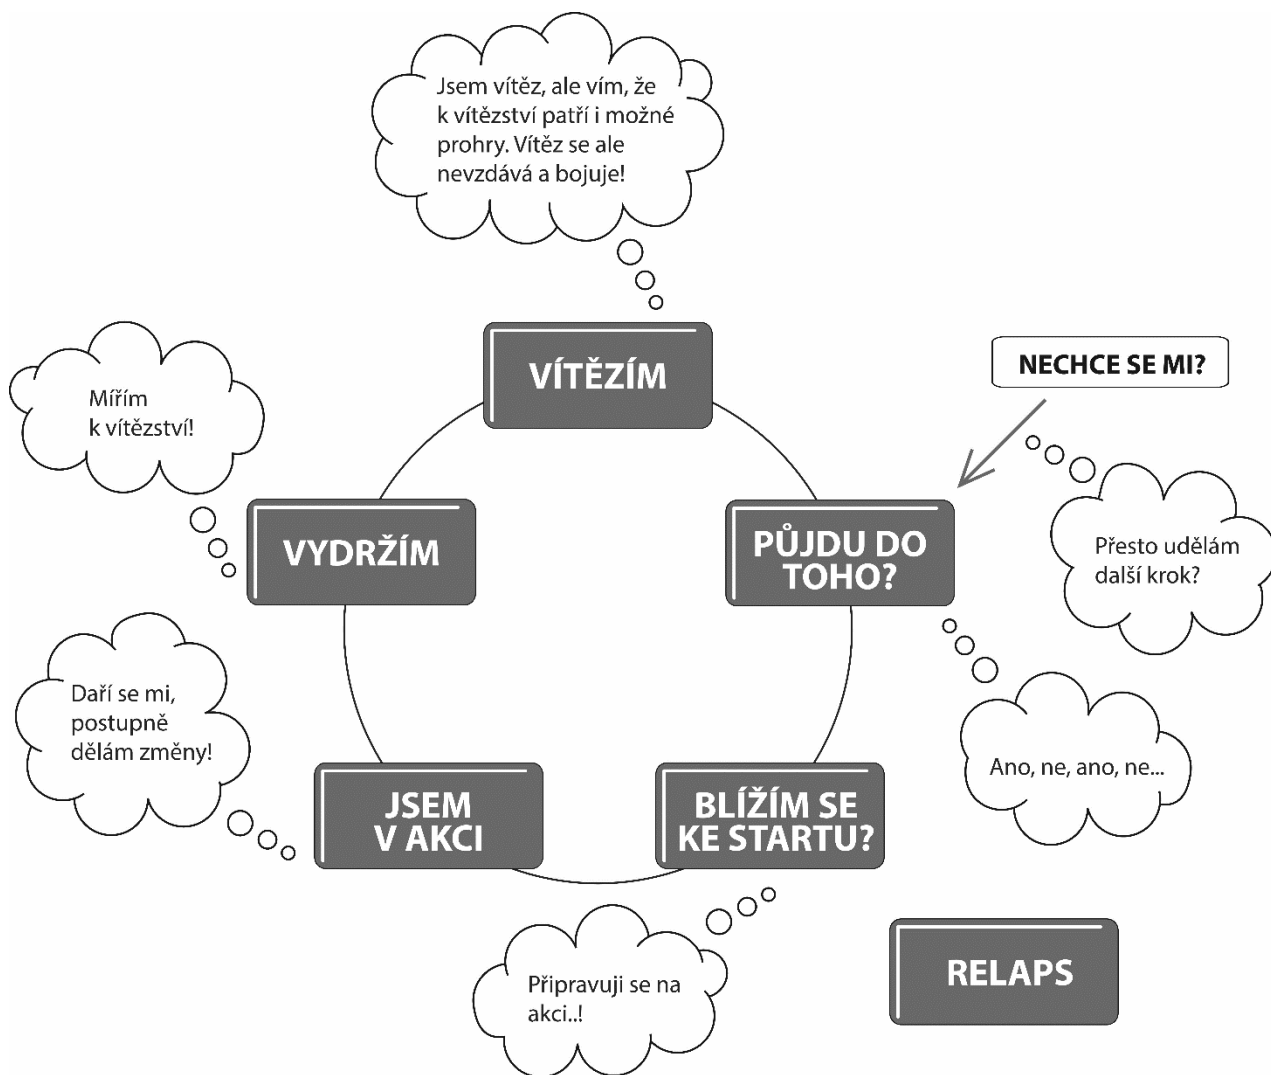 Jsem vítěz, ale vím, že
k vítězství patří i možné
prohry. Vítěz se ale
nevzdává a bojuje!
VÍTĚZÍM
NECHCE SE MI?
Mířím
k vítězství!
VYDRŽÍM
PŮJDU DO
TOHO?
Přesto udělám
další krok?
Daří se mi,
postupně
dělám změny!
Ano, ne, ano, ne...
JSEM
V AKCI
BLÍŽÍM SE
KE STARTU?
Připravuji se na
akci..!
RELAPS